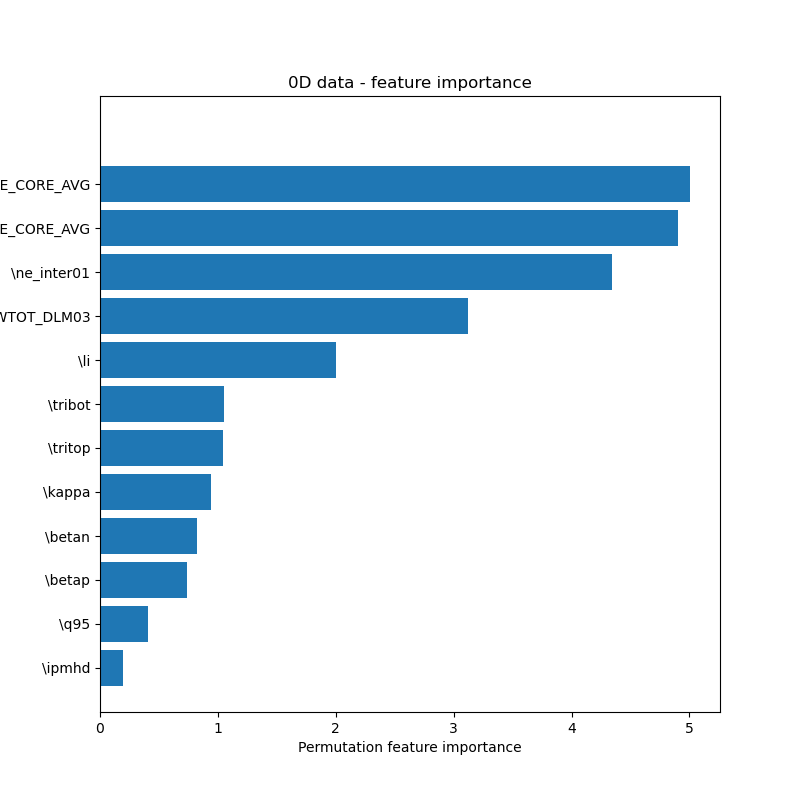 0D data - feature importance
E_CORE_AVG
E_CORE_AVG
\ne_inter01
WTOT_DLM03
\li
\tribot
\tritop
\kappa
\betan
\betap
\q95
\ipmhd
0 1 2 3 4 5
Permutation feature importance